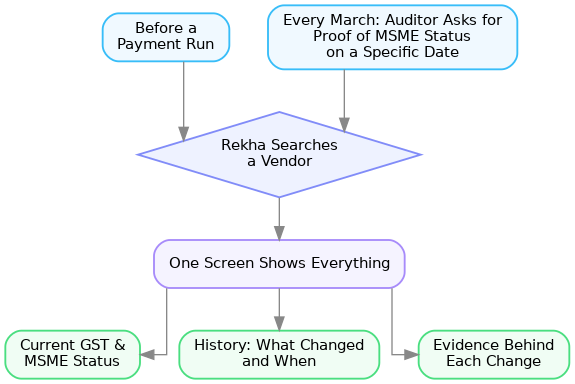 Before a
Payment Run
Every March: Auditor Asks for
Proof of MSME Status
on a Specific Date
Rekha Searches
a Vendor
One Screen Shows Everything
Current GST &
MSME Status
History: What Changed
and When
Evidence Behind
Each Change